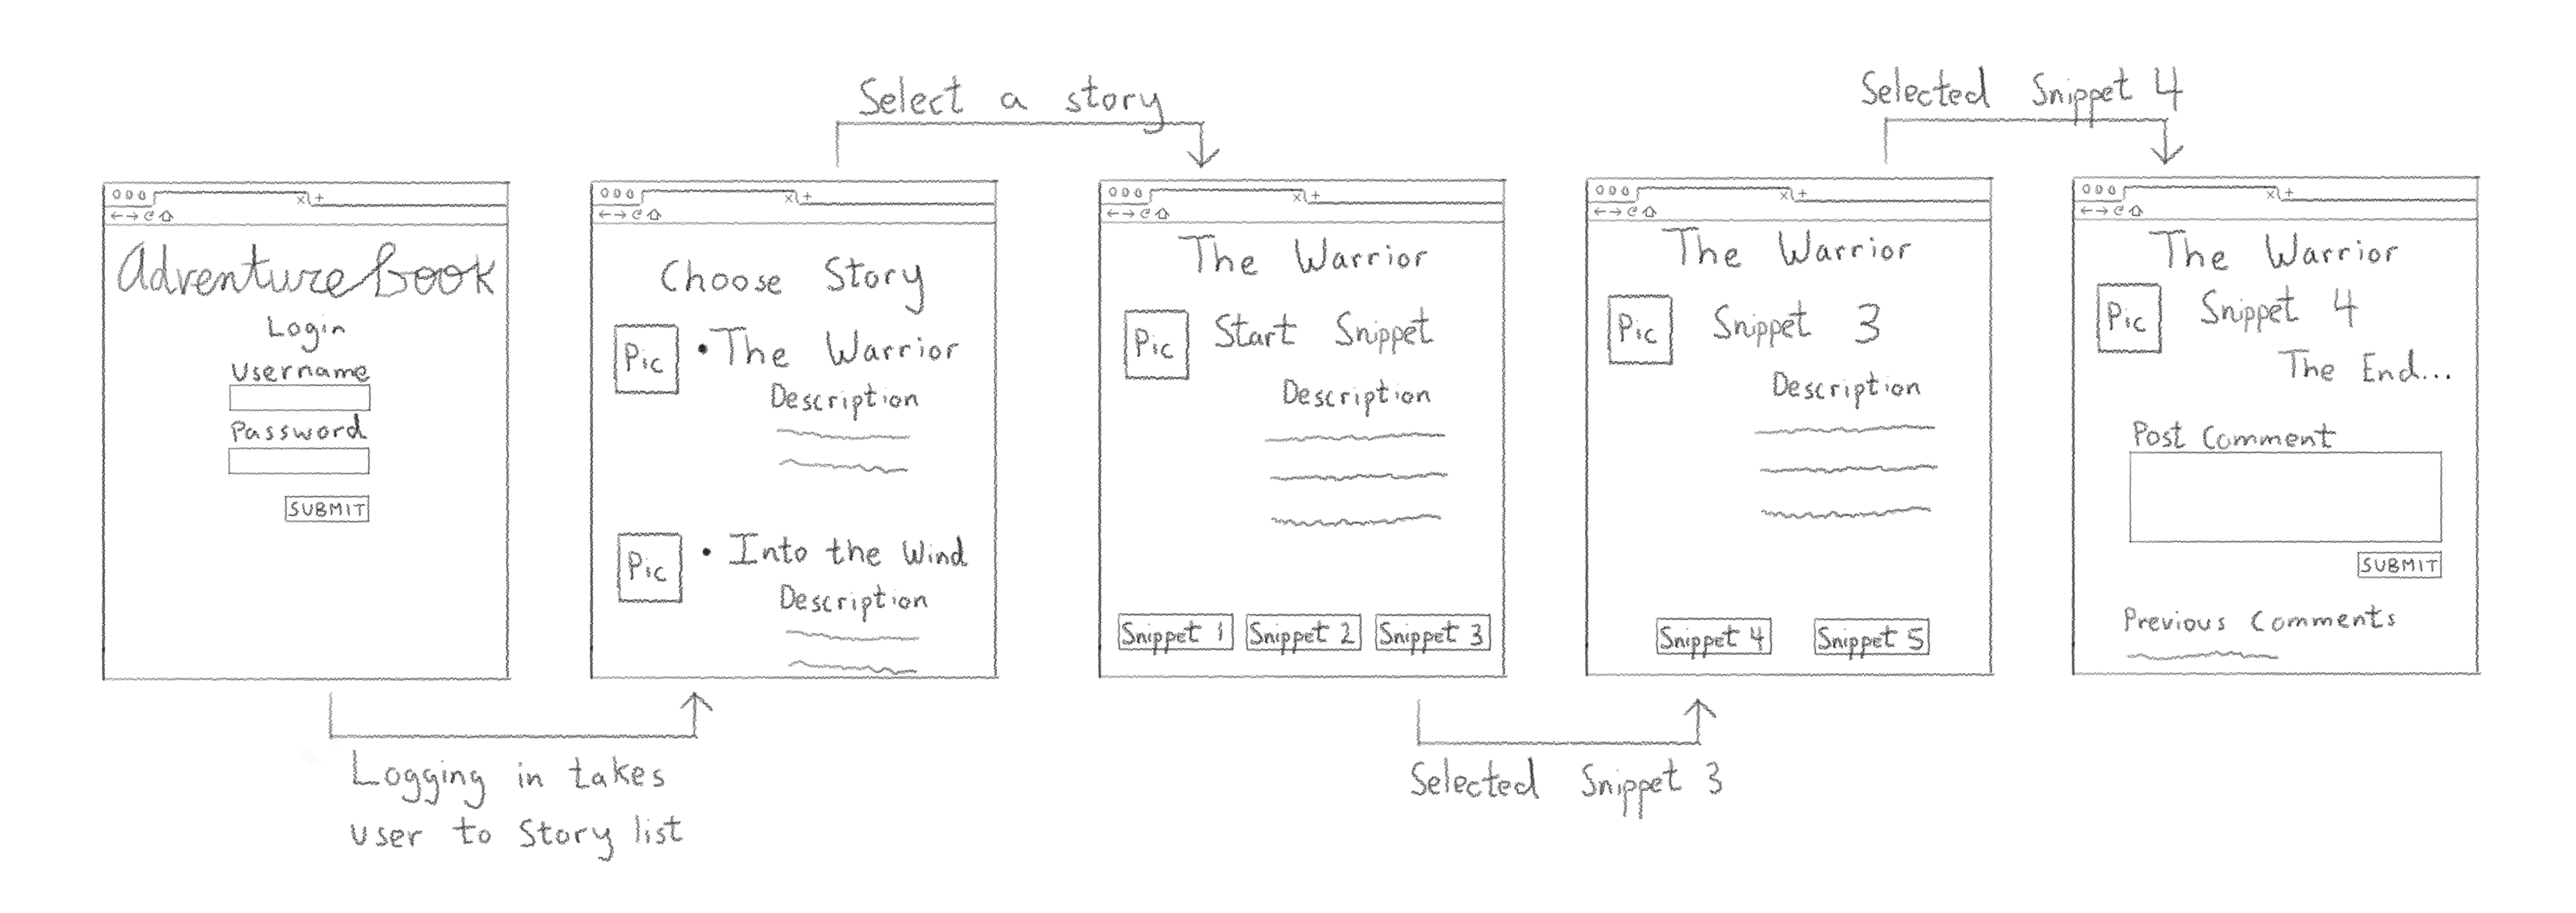 Select a story
Selected Snippet 4
Adventure book
Login
Username
Password
SUBMIT
Choose Story
Pic
• The Warrior
Description
Pic
• Into the Wind
Description
The Warrior
Pic
Start Snippet
Description
Snippet 1
Snippet 2
Snippet 3
The Warrior
Pic
Snippet 3
Description
Snippet 4
Snippet 5
The Warrior
Pic
Snippet 4
The End...
Post Comment
SUBMIT
Previous Comments
Logging in takes
user to Story list
Selected Snippet 3